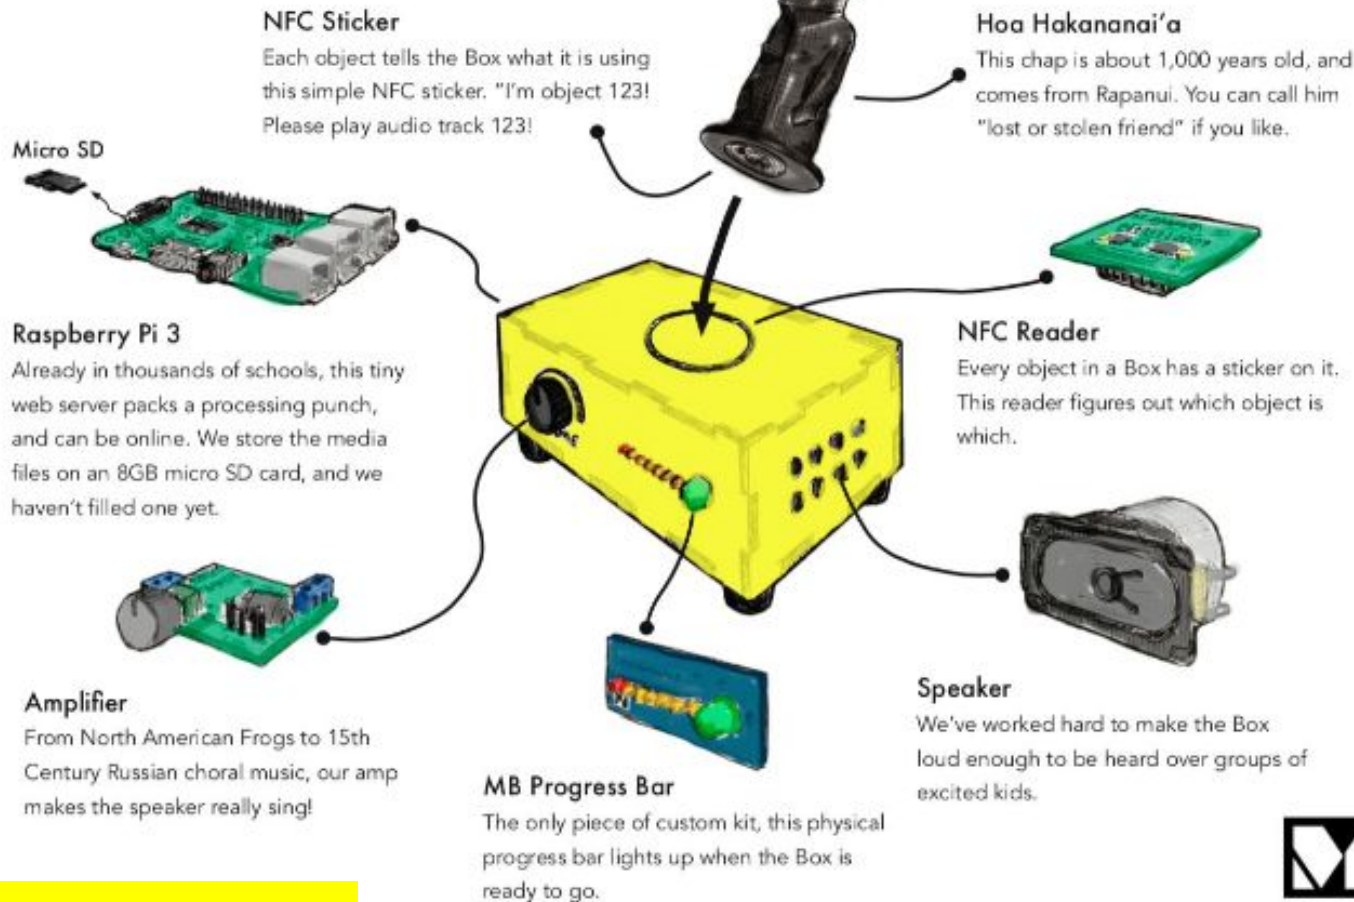 NFC Sticker
Each object tells the Box what it is using
this simple NFC sticker. "I'm object 123!
Please play audio track 123!
Hoa Hakananai'a
This chap is about 1,000 years old, and
comes from Rapanui. You can call him
"lost or stolen friend" if you like.
Micro SD
Raspberry Pi 3
Already in thousands of schools, this tiny
web server packs a processing punch,
and can be online. We store the media
files on an 8GB micro SD card, and we
haven't filled one yet.
NFC Reader
Every object in a Box has a sticker on it.
This reader figures out which object is
which.
Amplifier
From North American Frogs to 15th
Century Russian choral music, our amp
makes the speaker really sing!
MB Progress Bar
The only piece of custom kit, this physical
progress bar lights up when the Box is
ready to go.
Speaker
We've worked hard to make the Box
loud enough to be heard over groups of
excited kids.